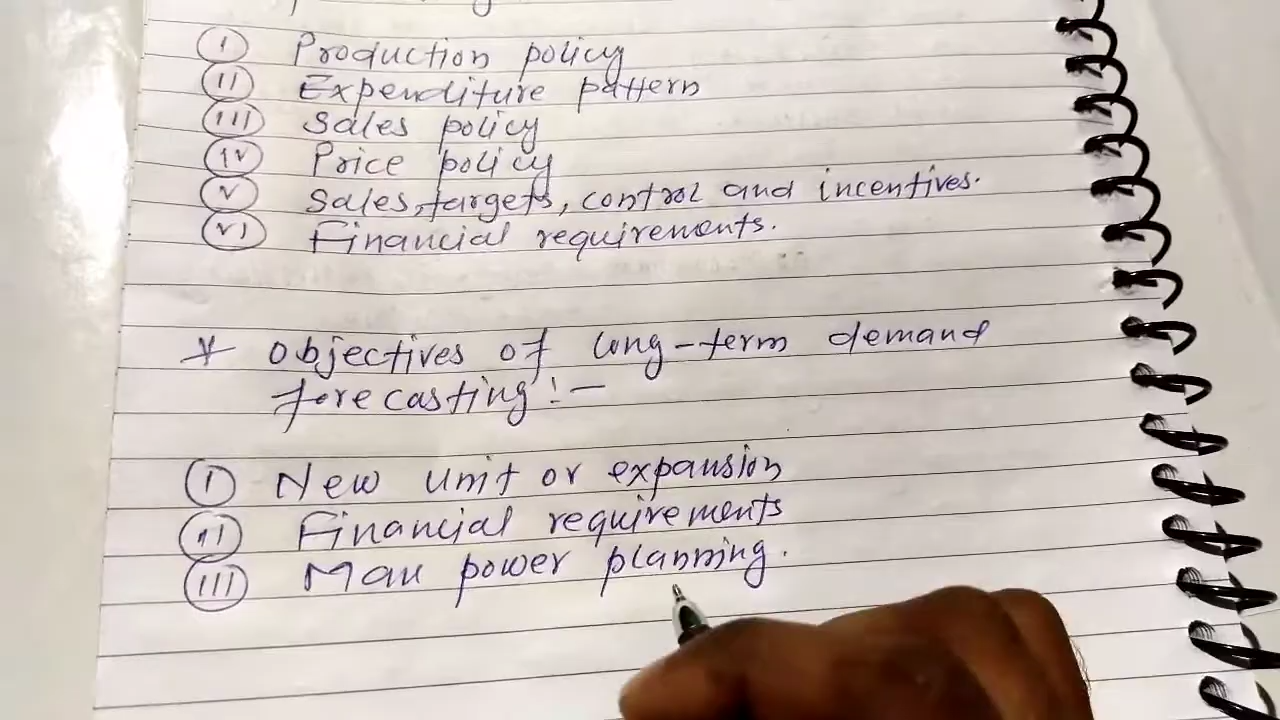 (I) Production policy
(II) Expenditure pattern
(III) Sales policy
(IV) Price policy
(V) Sales, targets, control and incentives.
(VI) Financial requirements.
* Objectives of long-term demand
forecasting :-
(I) New unit or expansion
(II) Financial requirements
(III) Man power planning.